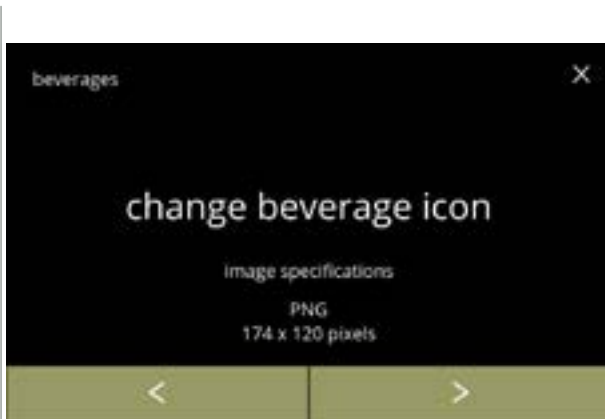 beverages
×
change beverage icon
image specifications
PNG
174 x 120 pixels
< >